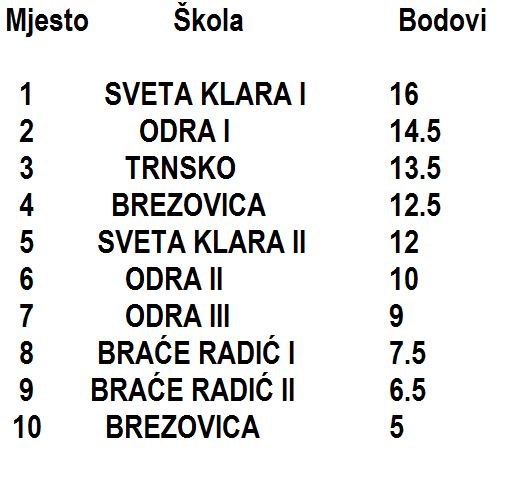 Mjesto Škola Bodovi
1 SVETA KLARA I 16
2 ODRA I 14.5
3 TRNSKO 13.5
4 BREZOVICA 12.5
5 SVETA KLARA II 12
6 ODRA II 10
7 ODRA III 9
8 BRAĆE RADIĆ I 7.5
9 BRAĆE RADIĆ II 6.5
10 BREZOVICA 5